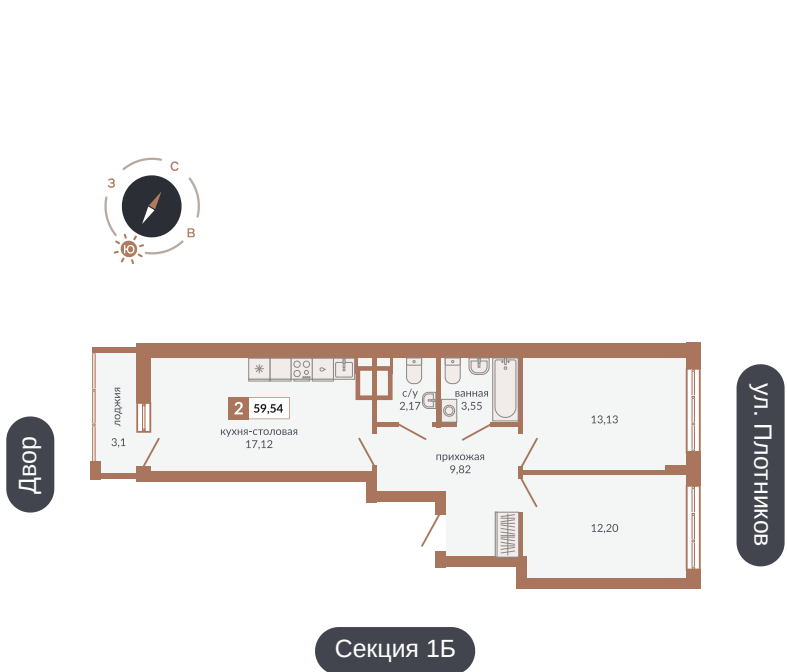 С
З
В
Ю
лоджия
3,1
2 59,54
кухня-столовая
17,12
с/у
2,17
ванная
3,55
прихожая
9,82
13,13
12,20
Двор
ул. Плотников
Секция 1Б